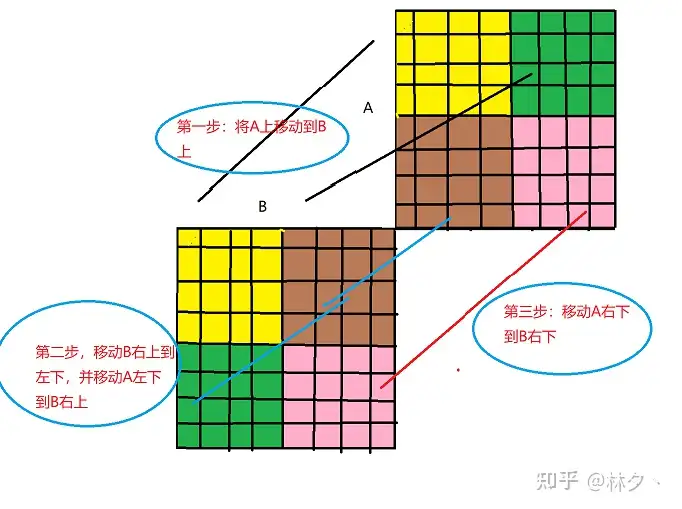 A
第一步：将A上移动到B
上
B
第三步：移动A右下
到B右下
第二步，移动B右上到
左下，并移动A左下
到B右上
知乎 @林夕丶